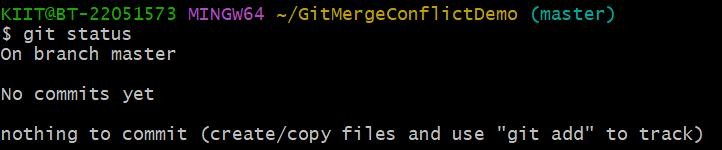 KIIT@BT-22051573 MINGW64 ~/GitMergeConflictDemo (master)
$ git status
On branch master
No commits yet
nothing to commit (create/copy files and use "git add" to track)